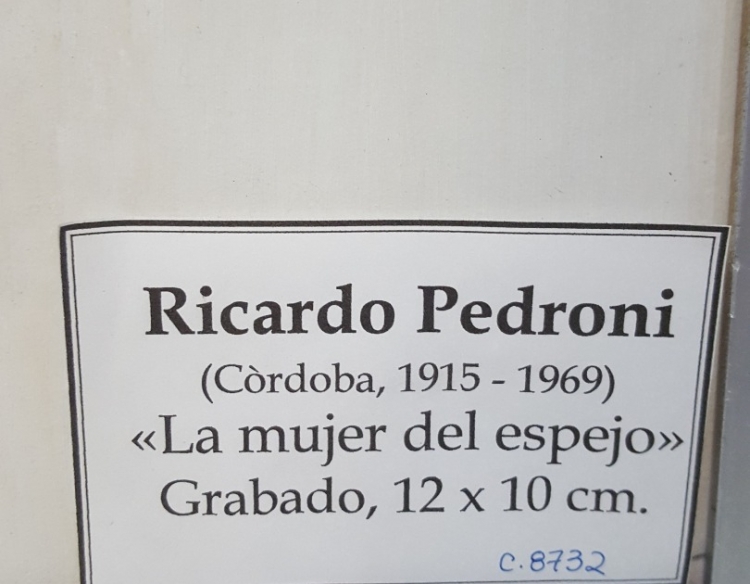 Ricardo Pedroni
(Còrdoba, 1915 - 1969)
«La mujer del espejo»
Grabado, 12 x 10 cm.
C.8732